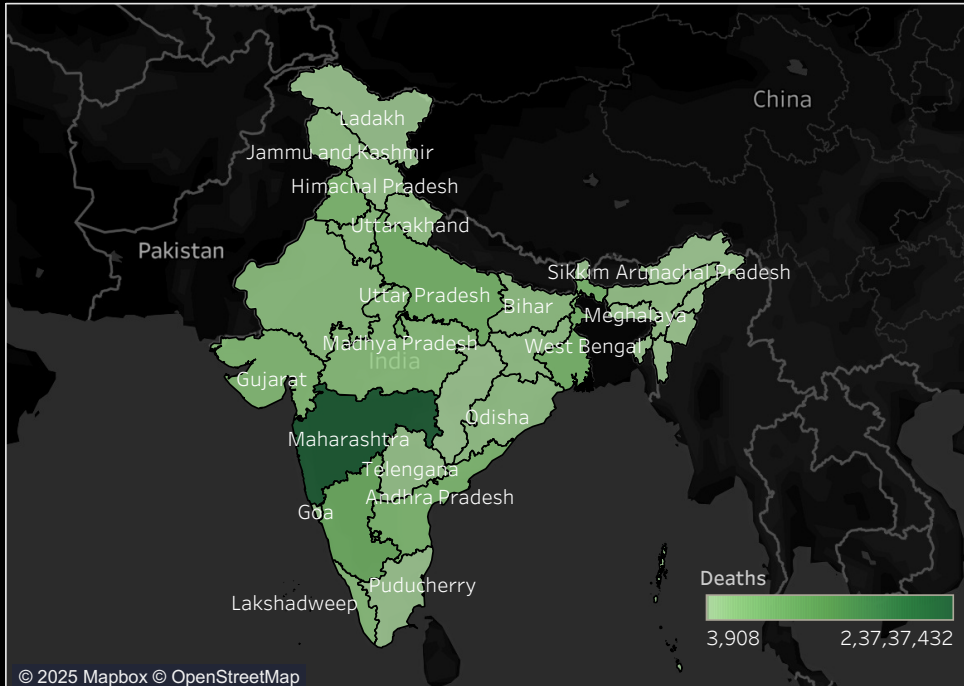 China
Ladakh
Jammu and Kashmir
Himachal Pradesh
Uttarakhand
Pakistan
Sikkim Arunachal Pradesh
Uttar Pradesh
Bihar
Meghalaya
Madhya Pradesh
West Bengal
India
Gujarat
Odisha
Maharashtra
Telengana
Andhra Pradesh
Goa
Puducherry
Lakshadweep
Deaths
3,908 2,37,37,432
© 2025 Mapbox © OpenStreetMap